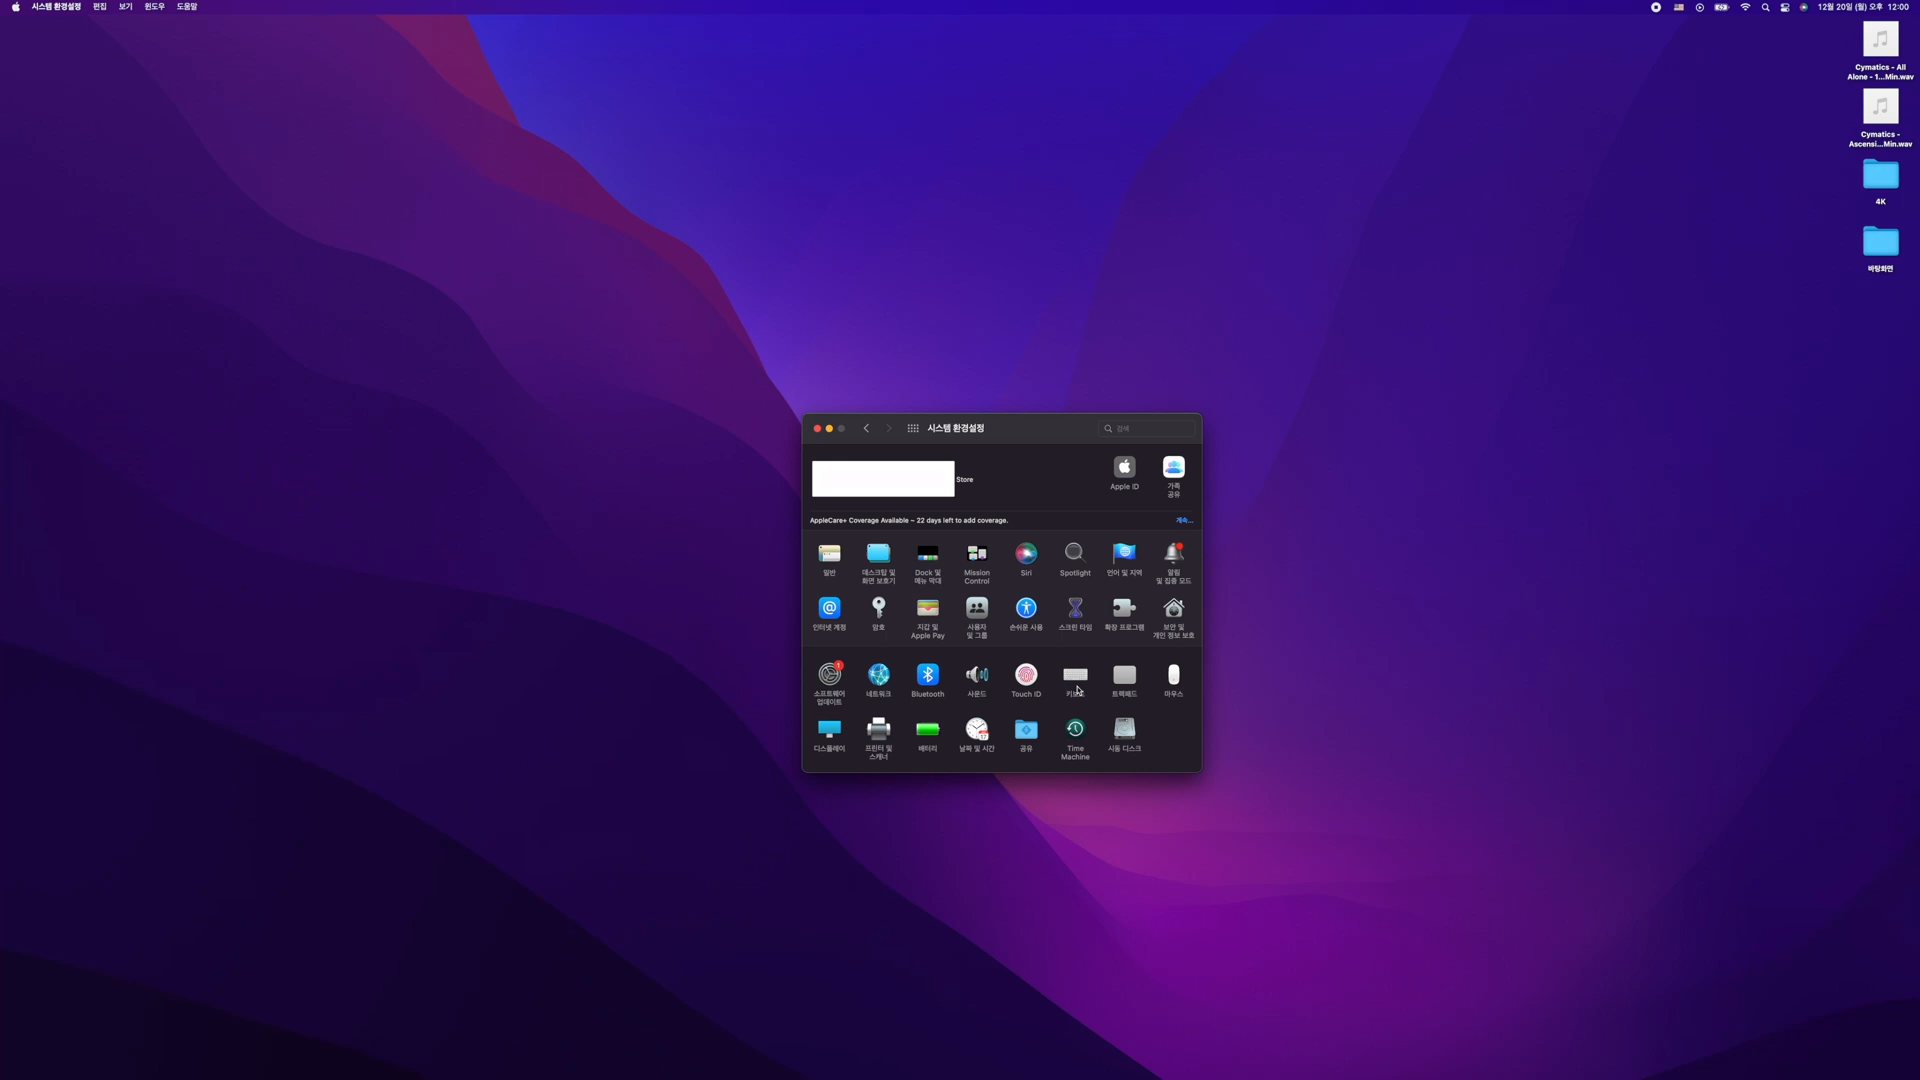 시스템 환경설정 편집 보기 윈도우 도움말
12월 20일 (월) 오후 12:00
Cymatics - All
Alone - 1...Min.wav
Cymatics -
Ascensi...Min.wav
4K
바탕화면
시스템 환경설정
검색
Store
Apple ID
가족
공유
AppleCare+ Coverage Available ~ 22 days left to add coverage.
계속...
일반
데스크탑 및
화면 보호기
Dock 및
메뉴 막대
Mission
Control
Siri
Spotlight
언어 및 지역
알림
및 집중 모드
인터넷 계정
암호
지갑 및
Apple Pay
사용자
및 그룹
손쉬운 사용
스크린 타임
확장 프로그램
보안 및
개인 정보 보호
1
소프트웨어
업데이트
네트워크
Bluetooth
사운드
Touch ID
키보드
트랙패드
마우스
디스플레이
프린터 및
스캐너
배터리
17
날짜 및 시간
공유
Time
Machine
시동 디스크